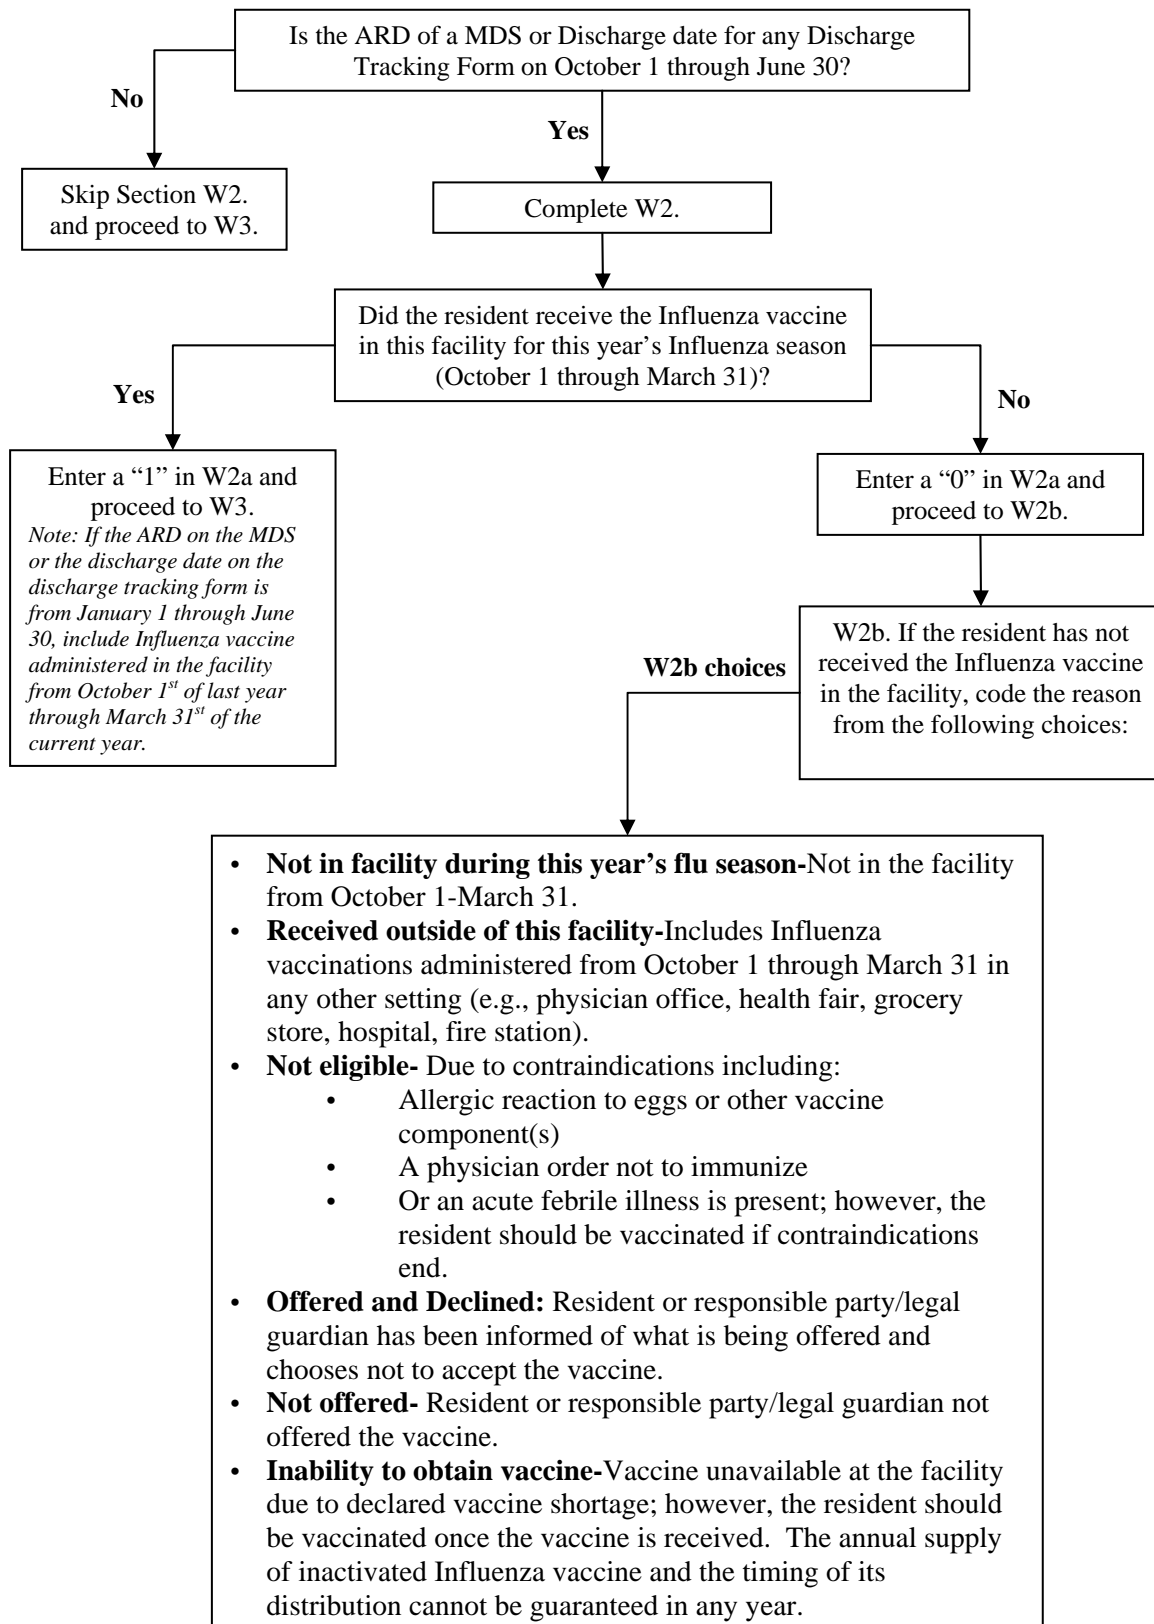 Is the ARD of a MDS or Discharge date for any Discharge
Tracking Form on October 1 through June 30?
No
Yes
Skip Section W2.
and proceed to W3.
Complete W2.
Did the resident receive the Influenza vaccine
in this facility for this year’s Influenza season
(October 1 through March 31)?
Yes
No
Enter a “1” in W2a and
proceed to W3.
Note: If the ARD on the MDS
or the discharge date on the
discharge tracking form is
from January 1 through June
30, include Influenza vaccine
administered in the facility
from October 1st of last year
through March 31st of the
current year.
Enter a “0” in W2a and
proceed to W2b.
W2b. If the resident has not
received the Influenza vaccine
in the facility, code the reason
from the following choices:
W2b choices
• Not in facility during this year’s flu season-Not in the facility
from October 1-March 31.
• Received outside of this facility-Includes Influenza
vaccinations administered from October 1 through March 31 in
any other setting (e.g., physician office, health fair, grocery
store, hospital, fire station).
• Not eligible- Due to contraindications including:
• Allergic reaction to eggs or other vaccine
component(s)
• A physician order not to immunize
• Or an acute febrile illness is present; however, the
resident should be vaccinated if contraindications
end.
• Offered and Declined: Resident or responsible party/legal
guardian has been informed of what is being offered and
chooses not to accept the vaccine.
• Not offered- Resident or responsible party/legal guardian not
offered the vaccine.
• Inability to obtain vaccine-Vaccine unavailable at the facility
due to declared vaccine shortage; however, the resident should
be vaccinated once the vaccine is received.  The annual supply
of inactivated Influenza vaccine and the timing of its
distribution cannot be guaranteed in any year.